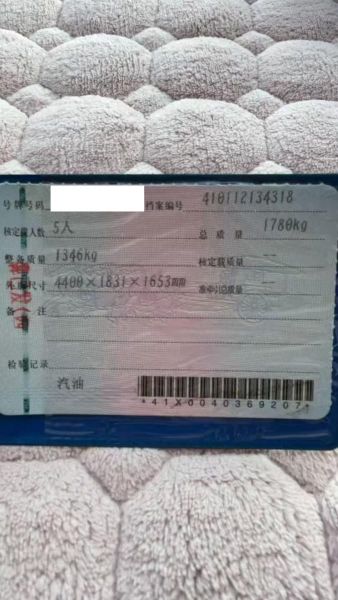 号牌号码 档案编号 410112134318
核定载人数 5人 总质量 1780kg
整备质量 1346kg 核定载质量 --
外廓尺寸 4400×1831×1653mm 准牵引总质量 --
备注
检验记录
汽油
*41X0040369207*